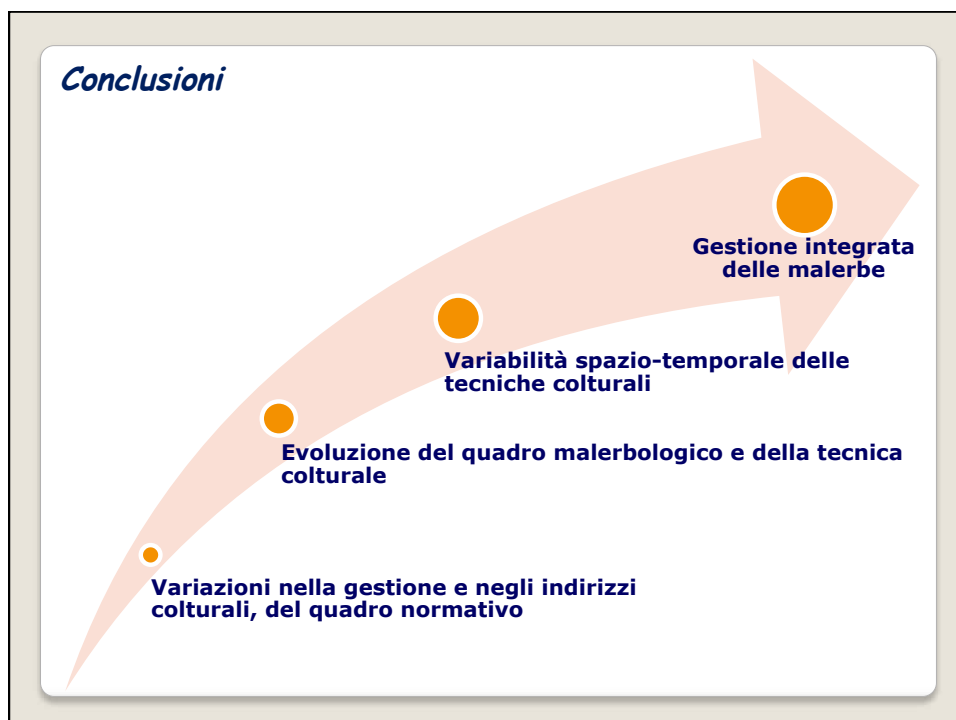 Conclusioni
Gestione integrata
delle malerbe
Variabilità spazio-temporale delle
tecniche colturali
Evoluzione del quadro malerbologico e della tecnica
colturale
Variazioni nella gestione e negli indirizzi
colturali, del quadro normativo